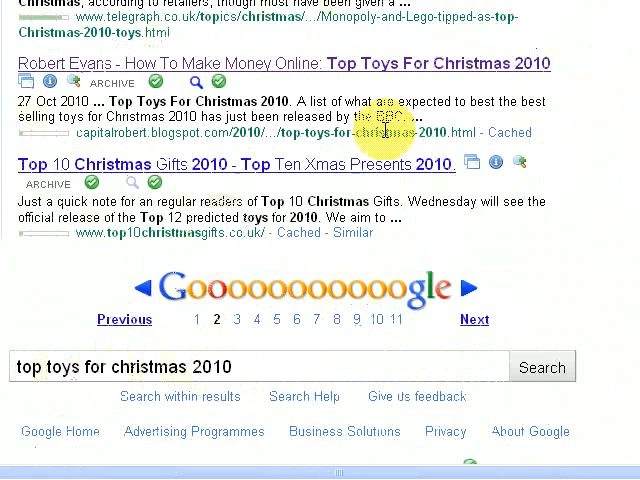 Christmas, according to retailers, though most have been given a ...
www.telegraph.co.uk/topics/christmas/.../Monopoly-and-Lego-tipped-as-top-
Christmas-2010-toys.html
Robert Evans - How To Make Money Online: Top Toys For Christmas 2010
ARCHIVE
27 Oct 2010 ... Top Toys For Christmas 2010. A list of what are expected to best the best
selling toys for Christmas 2010 has just been released by the BBC. ...
capitalrobert.blogspot.com/2010/.../top-toys-for-christmas-2010.html - Cached
Top 10 Christmas Gifts 2010 - Top Ten Xmas Presents 2010.
ARCHIVE
Just a quick note for an regular readers of Top 10 Christmas Gifts. Wednesday will see the
official release of the Top 12 predicted toys for 2010. We aim to ...
www.top10christmasgifts.co.uk/ - Cached - Similar
Goooooooooooogle
Previous 1 2 3 4 5 6 7 8 9 10 11 Next
top toys for christmas 2010 Search
Search within results Search Help Give us feedback
Google Home Advertising Programmes Business Solutions Privacy About Google